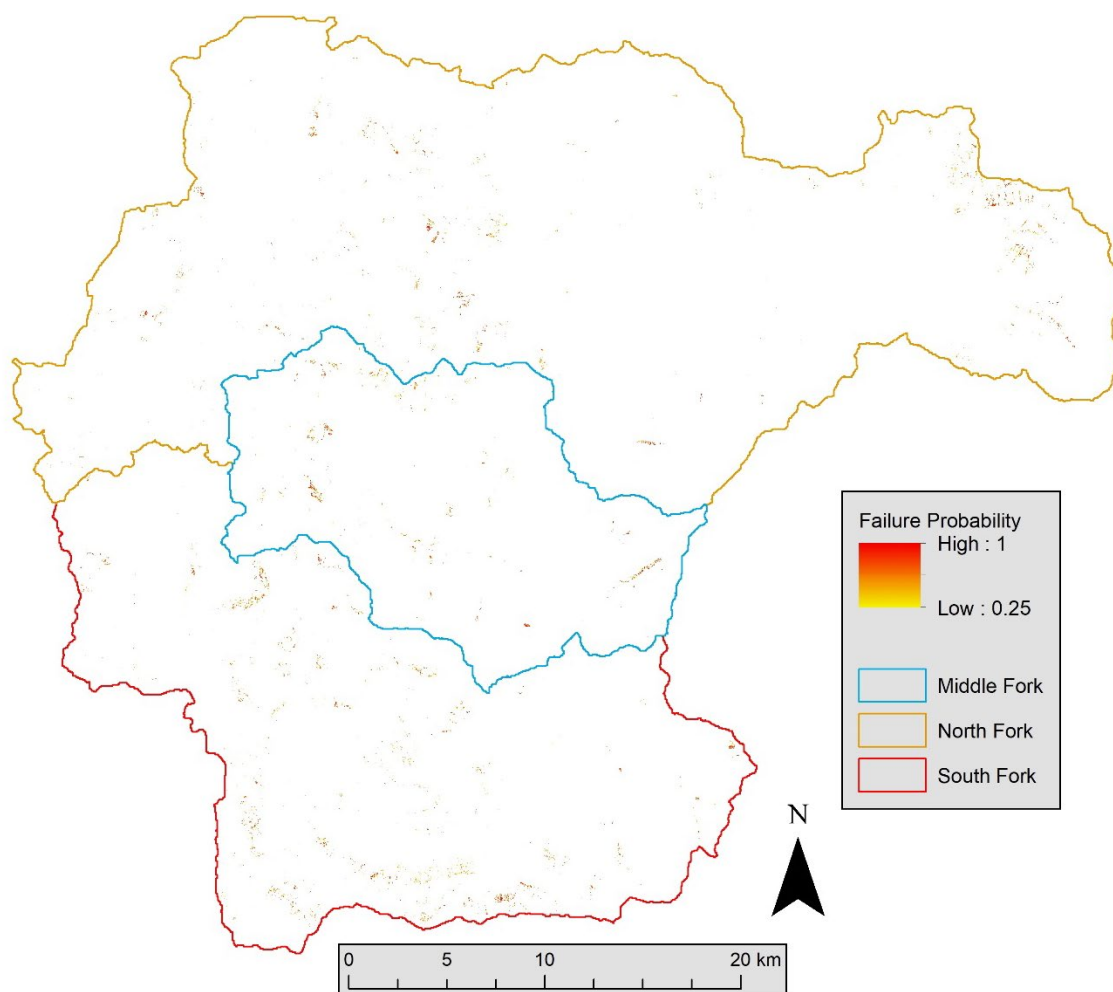 Failure Probability
High : 1
Low : 0.25
Middle Fork
North Fork
South Fork
N
0 5 10 20 km